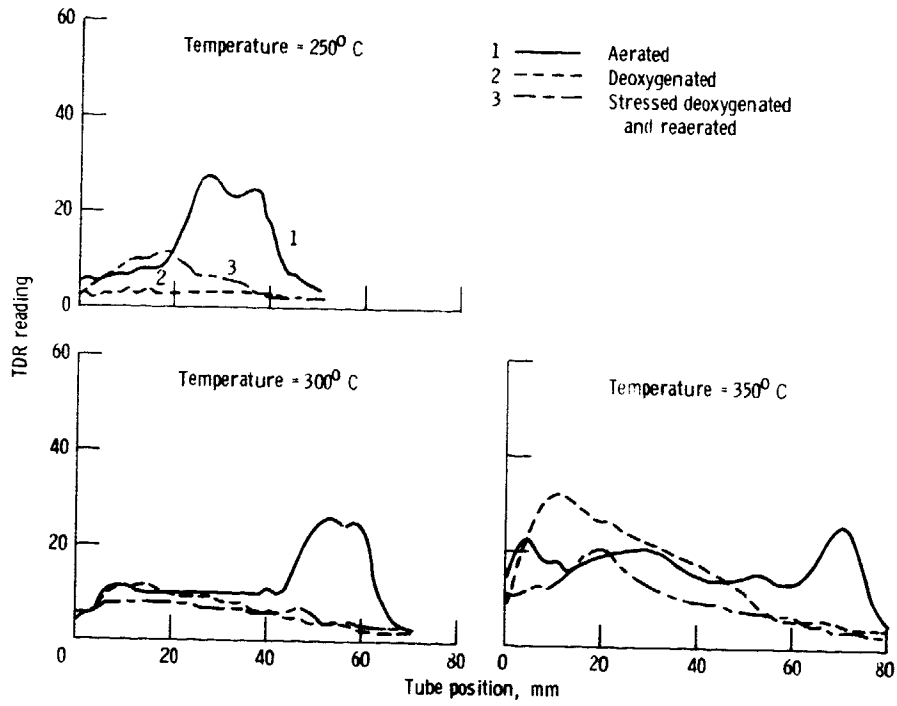 60
Temperature = 250° C
1 Aerated
2 Deoxygenated
3 Stressed deoxygenated
and reaerated
40
20
1
3
2
0
TDR reading
60
Temperature = 300° C
Temperature = 350° C
40
20
0 20 40 60 80
0 20 40 60 80
Tube position, mm